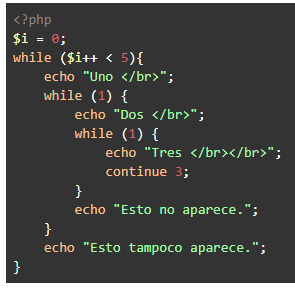 <?php
$i = 0;
while ($i++ < 5){
    echo "Uno </br>";
    while (1) {
        echo "Dos </br>";
        while (1) {
            echo "Tres </br></br>";
            continue 3;
        }
        echo "Esto no aparece.";
    }
    echo "Esto tampoco aparece.";
}